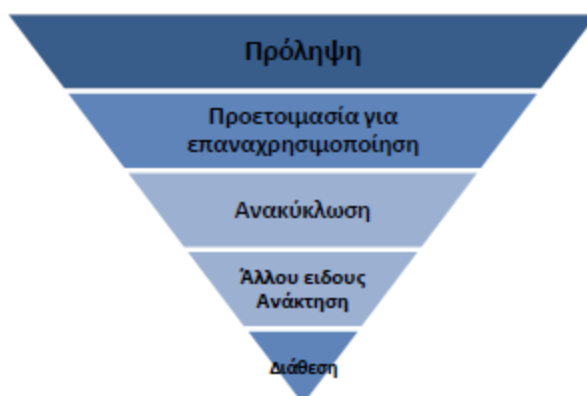 Πρόληψη
Προετοιμασία για
επαναχρησιμοποίηση
Ανακύκλωση
Άλλου ειδους
Ανάκτηση
Διάθεση